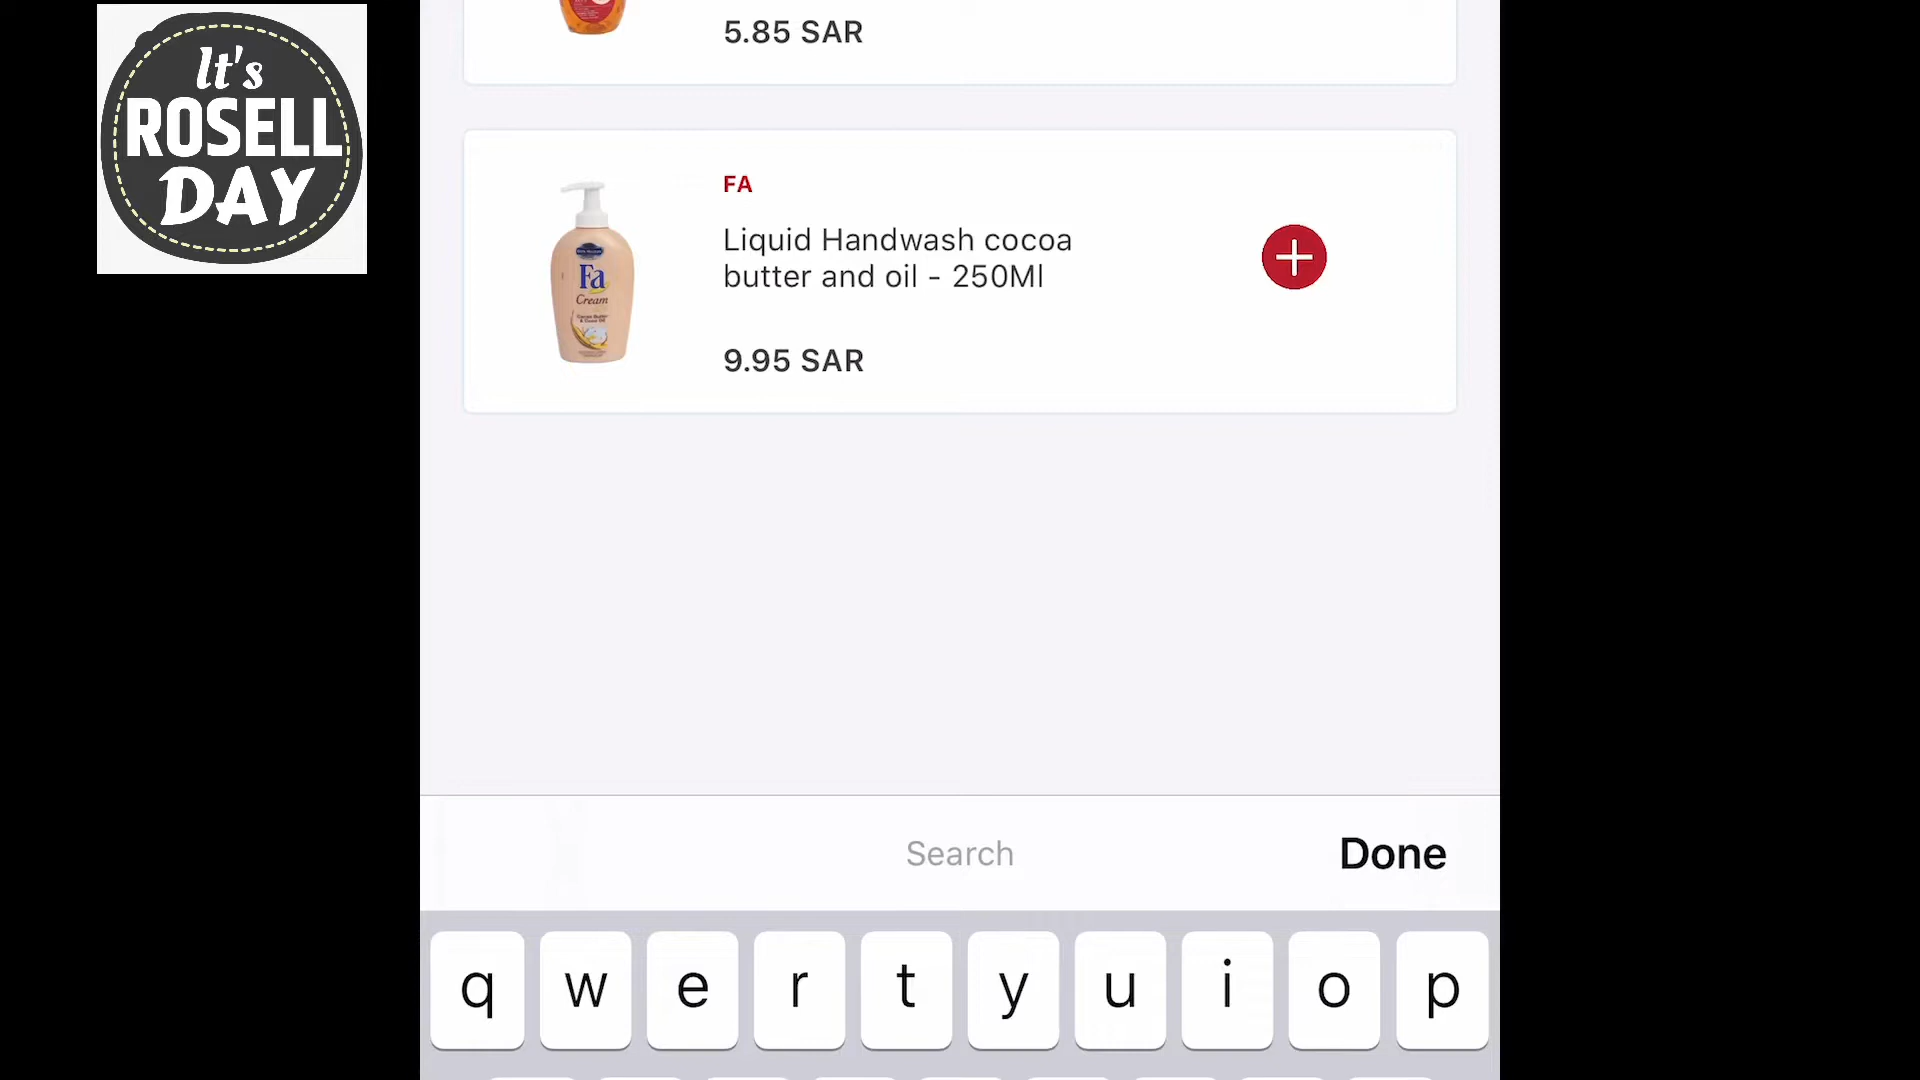 It's
ROSELL
DAY
5.85 SAR
FA
Liquid Handwash cocoa
butter and oil - 250Ml
9.95 SAR
Fa
Cream
Search
Done
q w e r t y u i o p